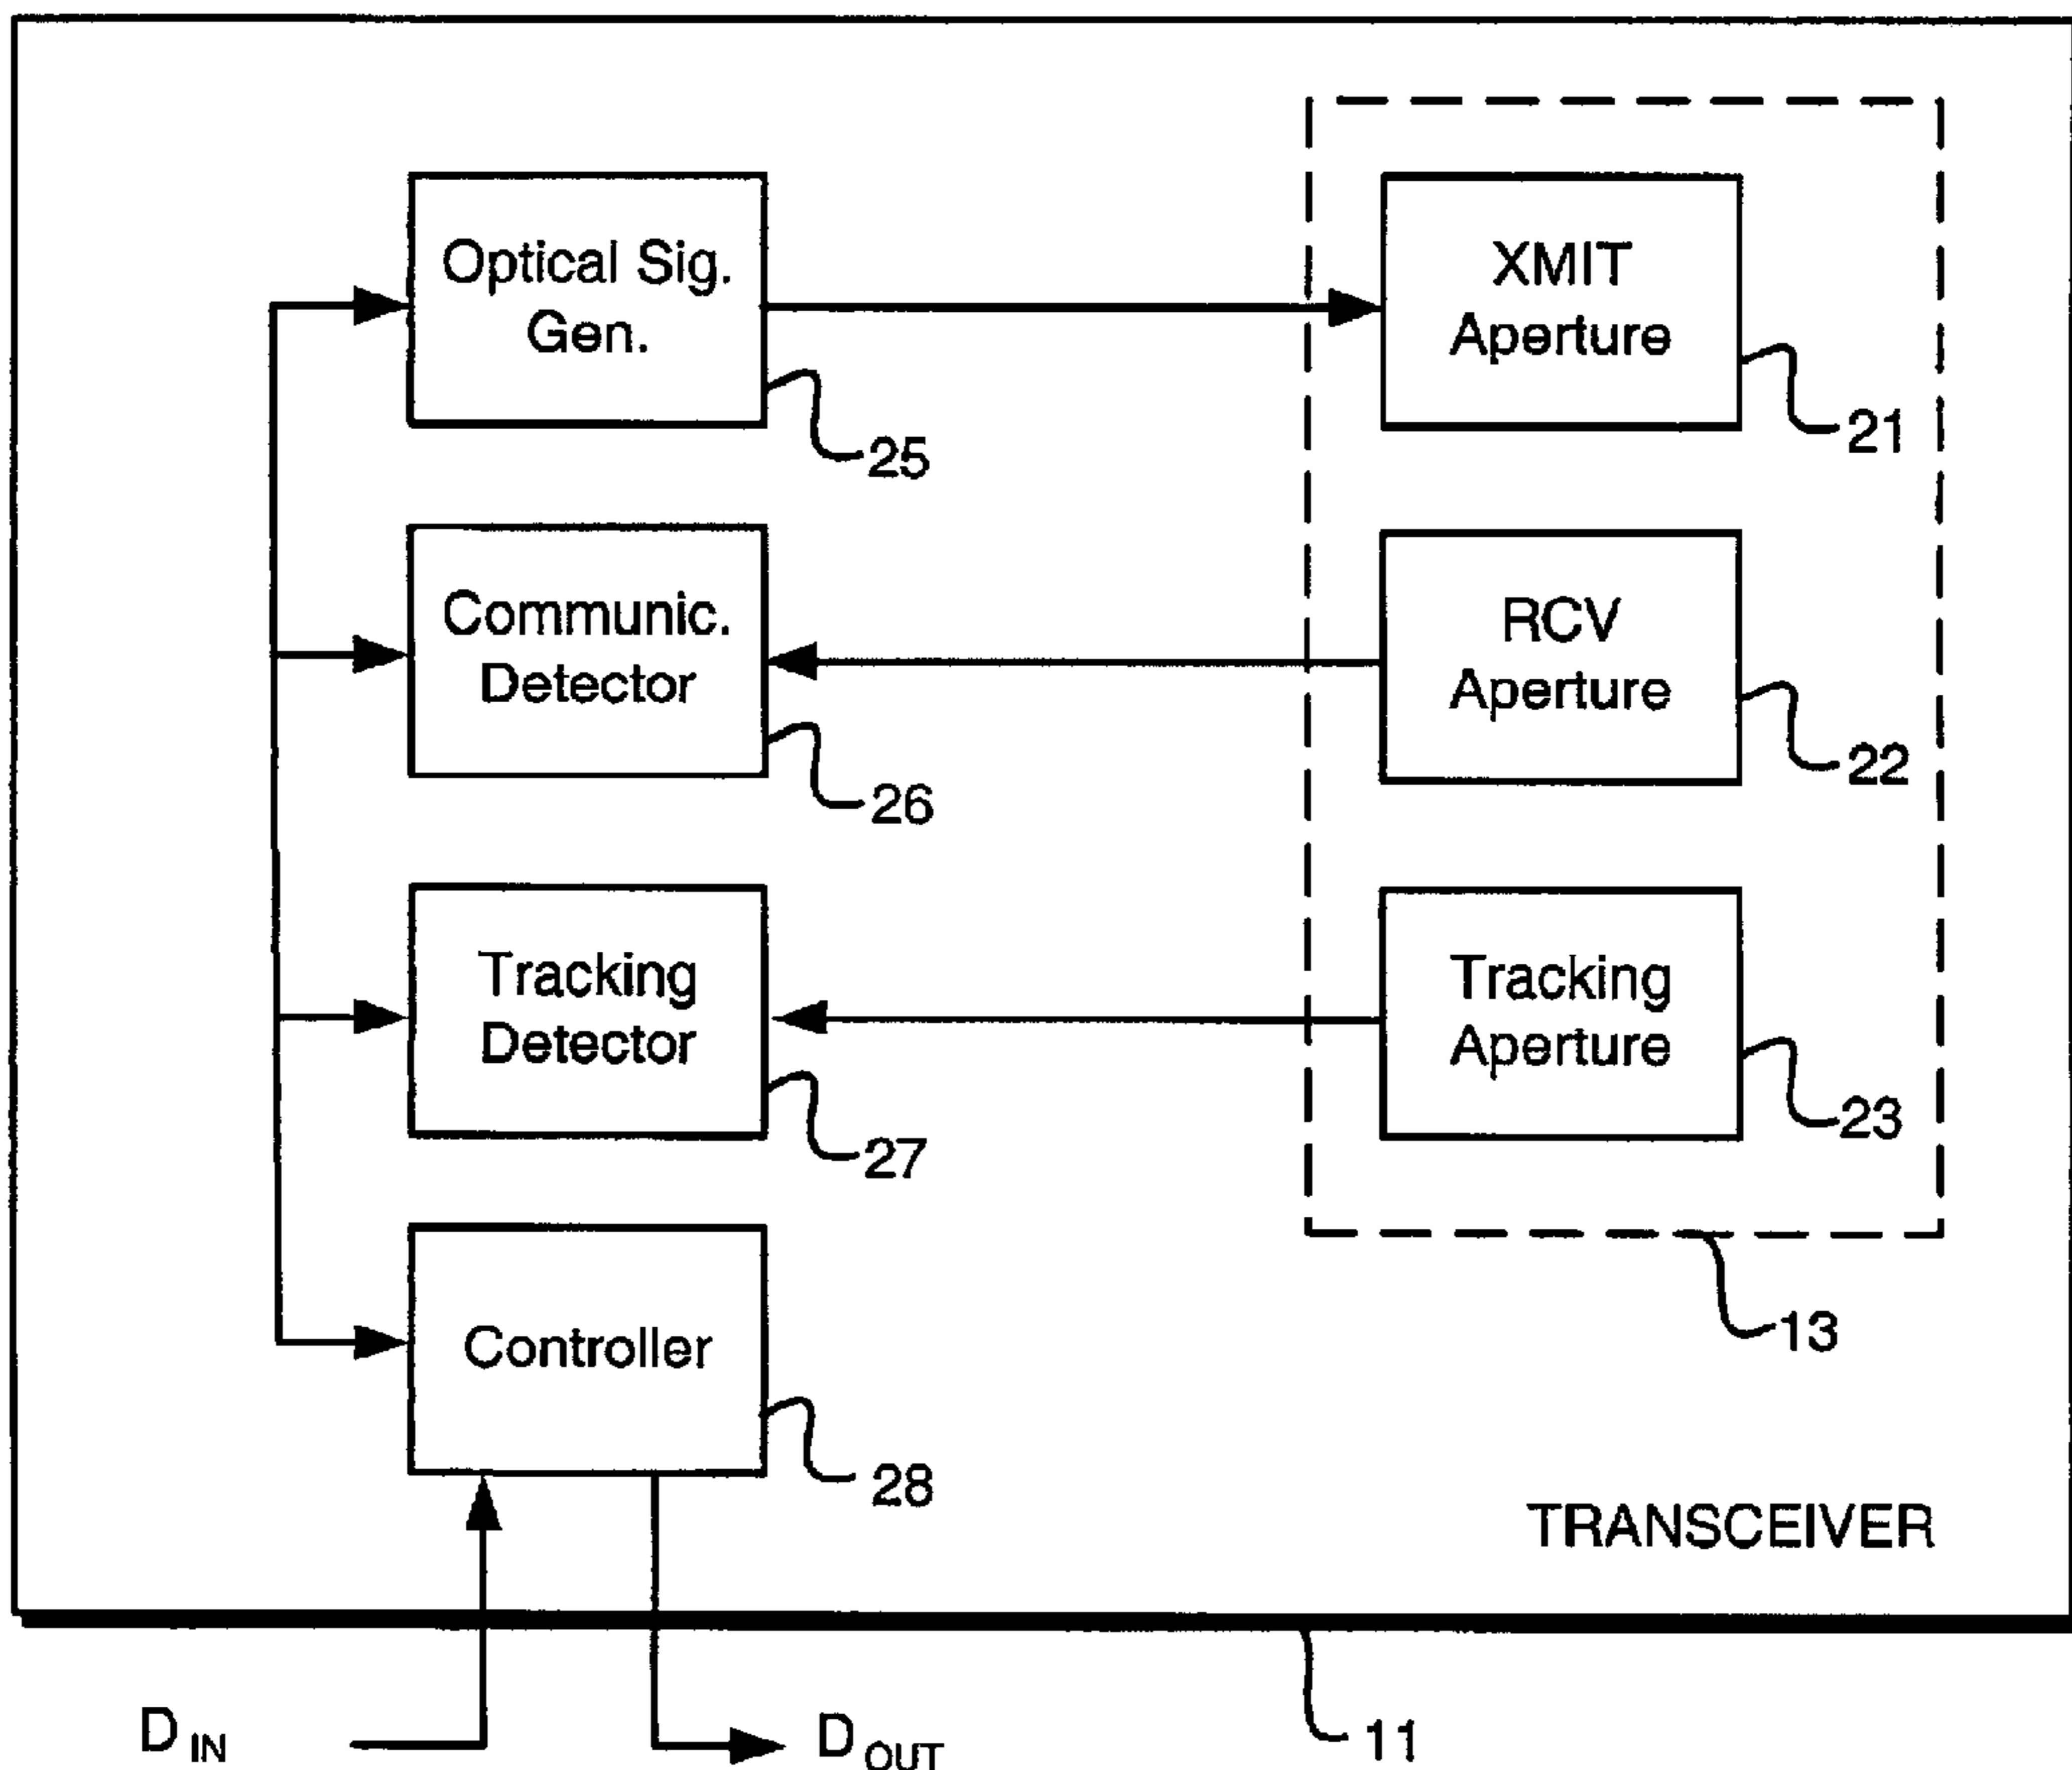 Optical Sig.
Gen.
25
XMIT
Aperture
21
Communic.
Detector
26
RCV
Aperture
22
Tracking
Detector
27
Tracking
Aperture
23
13
Controller
28
TRANSCEIVER
D IN
D OUT
11